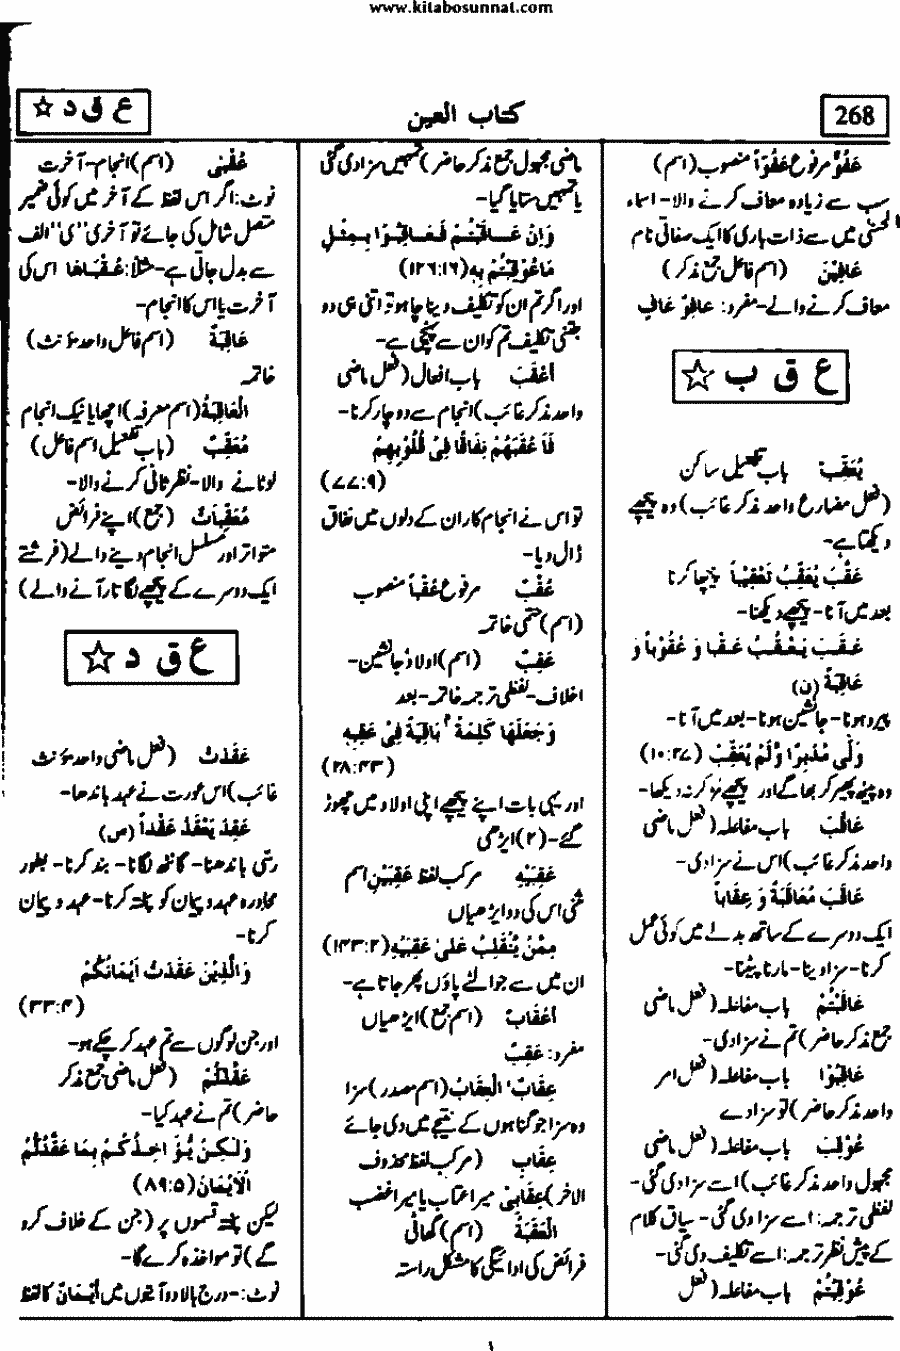 www.kitabosunnat.com
268
کتاب العین
ع ق د ☆
عَفُوٌّ مرفوع عَفُوّاً منصوب (اسم)
سب سے زیادہ معاف کرنے والا- اسماء
الحسنٰی میں سے ذات باری کا ایک صفاتی نام
عَافِیْنَ (اسم فاعل جمع مذکر)
معاف کرنے والے- مفرد: عافِوٌ عافٍ
ع ق ب ☆
یُعَقِّبْ باب تفعیل ساکن
(فعل مضارع واحد مذکر غائب) وہ پیچھے
دیکھتا ہے-
عَقَّبَ یُعَقِّبُ تَعْقِیْباً پیچھا کرنا
بعد میں آنا- پیچھے دیکھنا-
عَقَبَ یَعْقُبُ عَقْبًا وَ عُقُوْباً وَ
عَاقِبَةً (ن)
پیرو ہونا- جانشین ہونا- بعد میں آنا-
وَلّٰی مُدْبِرًا وَّلَمْ یُعَقِّبْ (۱۰:۲۷)
وہ پیٹھ پھیر کر بھاگے اور پیچھے مڑ کر نہ دیکھا-
عَاقَبَ باب مفاعلہ (فعل ماضی
واحد مذکر غائب) اس نے سزا دی-
عَاقَبَ مُعَاقَبَةً وَ عِقَاباً
ایک دوسرے کے ساتھ بدلے میں کوئی عمل
کرنا- سزا دینا- مارنا پیٹنا-
عَاقَبْتُمْ باب مفاعلہ (فعل ماضی
جمع مذکر حاضر) تم نے سزا دی-
عَاقِبُوْا باب مفاعلہ (فعل امر
واحد مذکر حاضر) تو سزا دے
عُوْقِبَ باب مفاعلہ (فعل ماضی
مجہول واحد مذکر غائب) اسے سزا دی گئی-
لفظی ترجمہ: اسے سزا دی گئی- سیاق کلام
کے پیش نظر ترجمہ: اسے تکلیف دی گئی-
عُوْقِبْتُمْ باب مفاعلہ (فعل
ماضی مجہول جمع مذکر حاضر) تمہیں سزا دی گئی
یا تمہیں ستایا گیا-
وَاِنْ عَاقَبْتُمْ فَعَاقِبُوْا بِمِثْلِ
مَاعُوْقِبْتُمْ بِهٖ (۱۲۶:۱۶)
اور اگر تم ان کو تکلیف دینا چاہو تو اتنی ہی دو
جتنی تکلیف تم کو ان سے پہنچی ہے-
اَعْقَبَ باب افعال (فعل ماضی
واحد مذکر غائب) انجام سے دوچار کرنا-
فَاَ عْقَبَهُمْ نِفَاقًا فِیْ قُلُوْبِهِمْ
(۷۷:۹)
تو اس نے انجام کار ان کے دلوں میں نفاق
ڈال دیا-
عُقْبٌ مرفوع عُقْباً منصوب
(اسم) حتمی خاتمہ
عَقِبٌ (اسم) اولاد جانشین-
اخلاف- لفظی ترجمہ خاتمہ- بعد
وَجَعَلَهَا كَلِمَةً ۢ بَاقِیَةً فِیْ عَقِبِهٖ
(۲۸:۴۳)
اور یہی بات اپنے پیچھے اپنی اولاد میں چھوڑ
گئے- (۲) ایڑھی
عَقِبَیْهِ مرکب لفظ عَقِبَیْنِ اسم
مثنی اس کی دو ایڑھیاں
مِمَّنْ یَّنْقَلِبُ عَلٰی عَقِبَیْهِ (۱۴۳:۲)
ان میں سے جو الٹے پاؤں پھر جاتا ہے-
اَعْقَابٌ (اسم جمع) ایڑھیاں
مفرد: عَقِبٌ
عِقَابٌ الْعِقَابُ (اسم مصدر) سزا
وہ سزا جو گناہوں کے نتیجے میں دی جائے
عِقَابِ (مرکب لفظ محذوف
الآخر) عِقَابِیْ میرا عتاب یا میرا غضب
الْعَقَبَةُ (اسم) گھاٹی
فرائض کی ادائیگی کا مشکل راستہ
عُقْبٰی (اسم) انجام- آخرت
نوٹ: اگر اس لفظ کے آخر میں کوئی ضمیر
متصل شامل کی جائے تو آخری "ی" الف
سے بدل جاتی ہے- مثلاً: عُقْبَاهَا اس کی
آخرت یا اس کا انجام-
عَاقِبَةٌ (اسم فاعل واحد مؤنث)
خاتمہ
الْعَاقِبَةُ (اسم معرفہ) اچھا یا نیک انجام
مُعَقِّبٌ (باب تفعیل اسم فاعل)
لوٹانے والا- نظر ثانی کرنے والا-
مُعَقِّبَاتٌ (جمع) اپنے فرائض
متواتر اور مسلسل انجام دینے والے (فرشتے
ایک دوسرے کے پیچھے لگاتار آنے والے)
ع ق د ☆
عَقَدَتْ (فعل ماضی واحد مؤنث
غائب) اس عورت نے عہد باندھا-
عَقَدَ یَعْقِدُ عَقْداً (ض)
رسّی باندھنا- گانٹھ لگانا- بند کرنا- بطور
محاورہ عہد و پیمان کو پختہ کرنا- عہد و پیمان
کرنا-
وَالَّذِیْنَ عَقَدَتْ اَیْمَانُكُمْ
(۳۳:۴)
اور جن لوگوں سے تم عہد کر چکے ہو-
عَقَّدْتُّمْ (فعل ماضی جمع مذکر
حاضر) تم نے عہد کیا-
وَلٰكِنْ یُّؤَ اخِذُكُمْ بِمَا عَقَّدْتُّمُ
الْاَیْمَانَ (۸۹:۵)
لیکن پختہ قسموں پر (جن کے خلاف کرو
گے) تو مواخذہ کرے گا-
نوٹ:- درج بالا دو آیتوں میں اَیْمَانٌ کا لفظ
۱